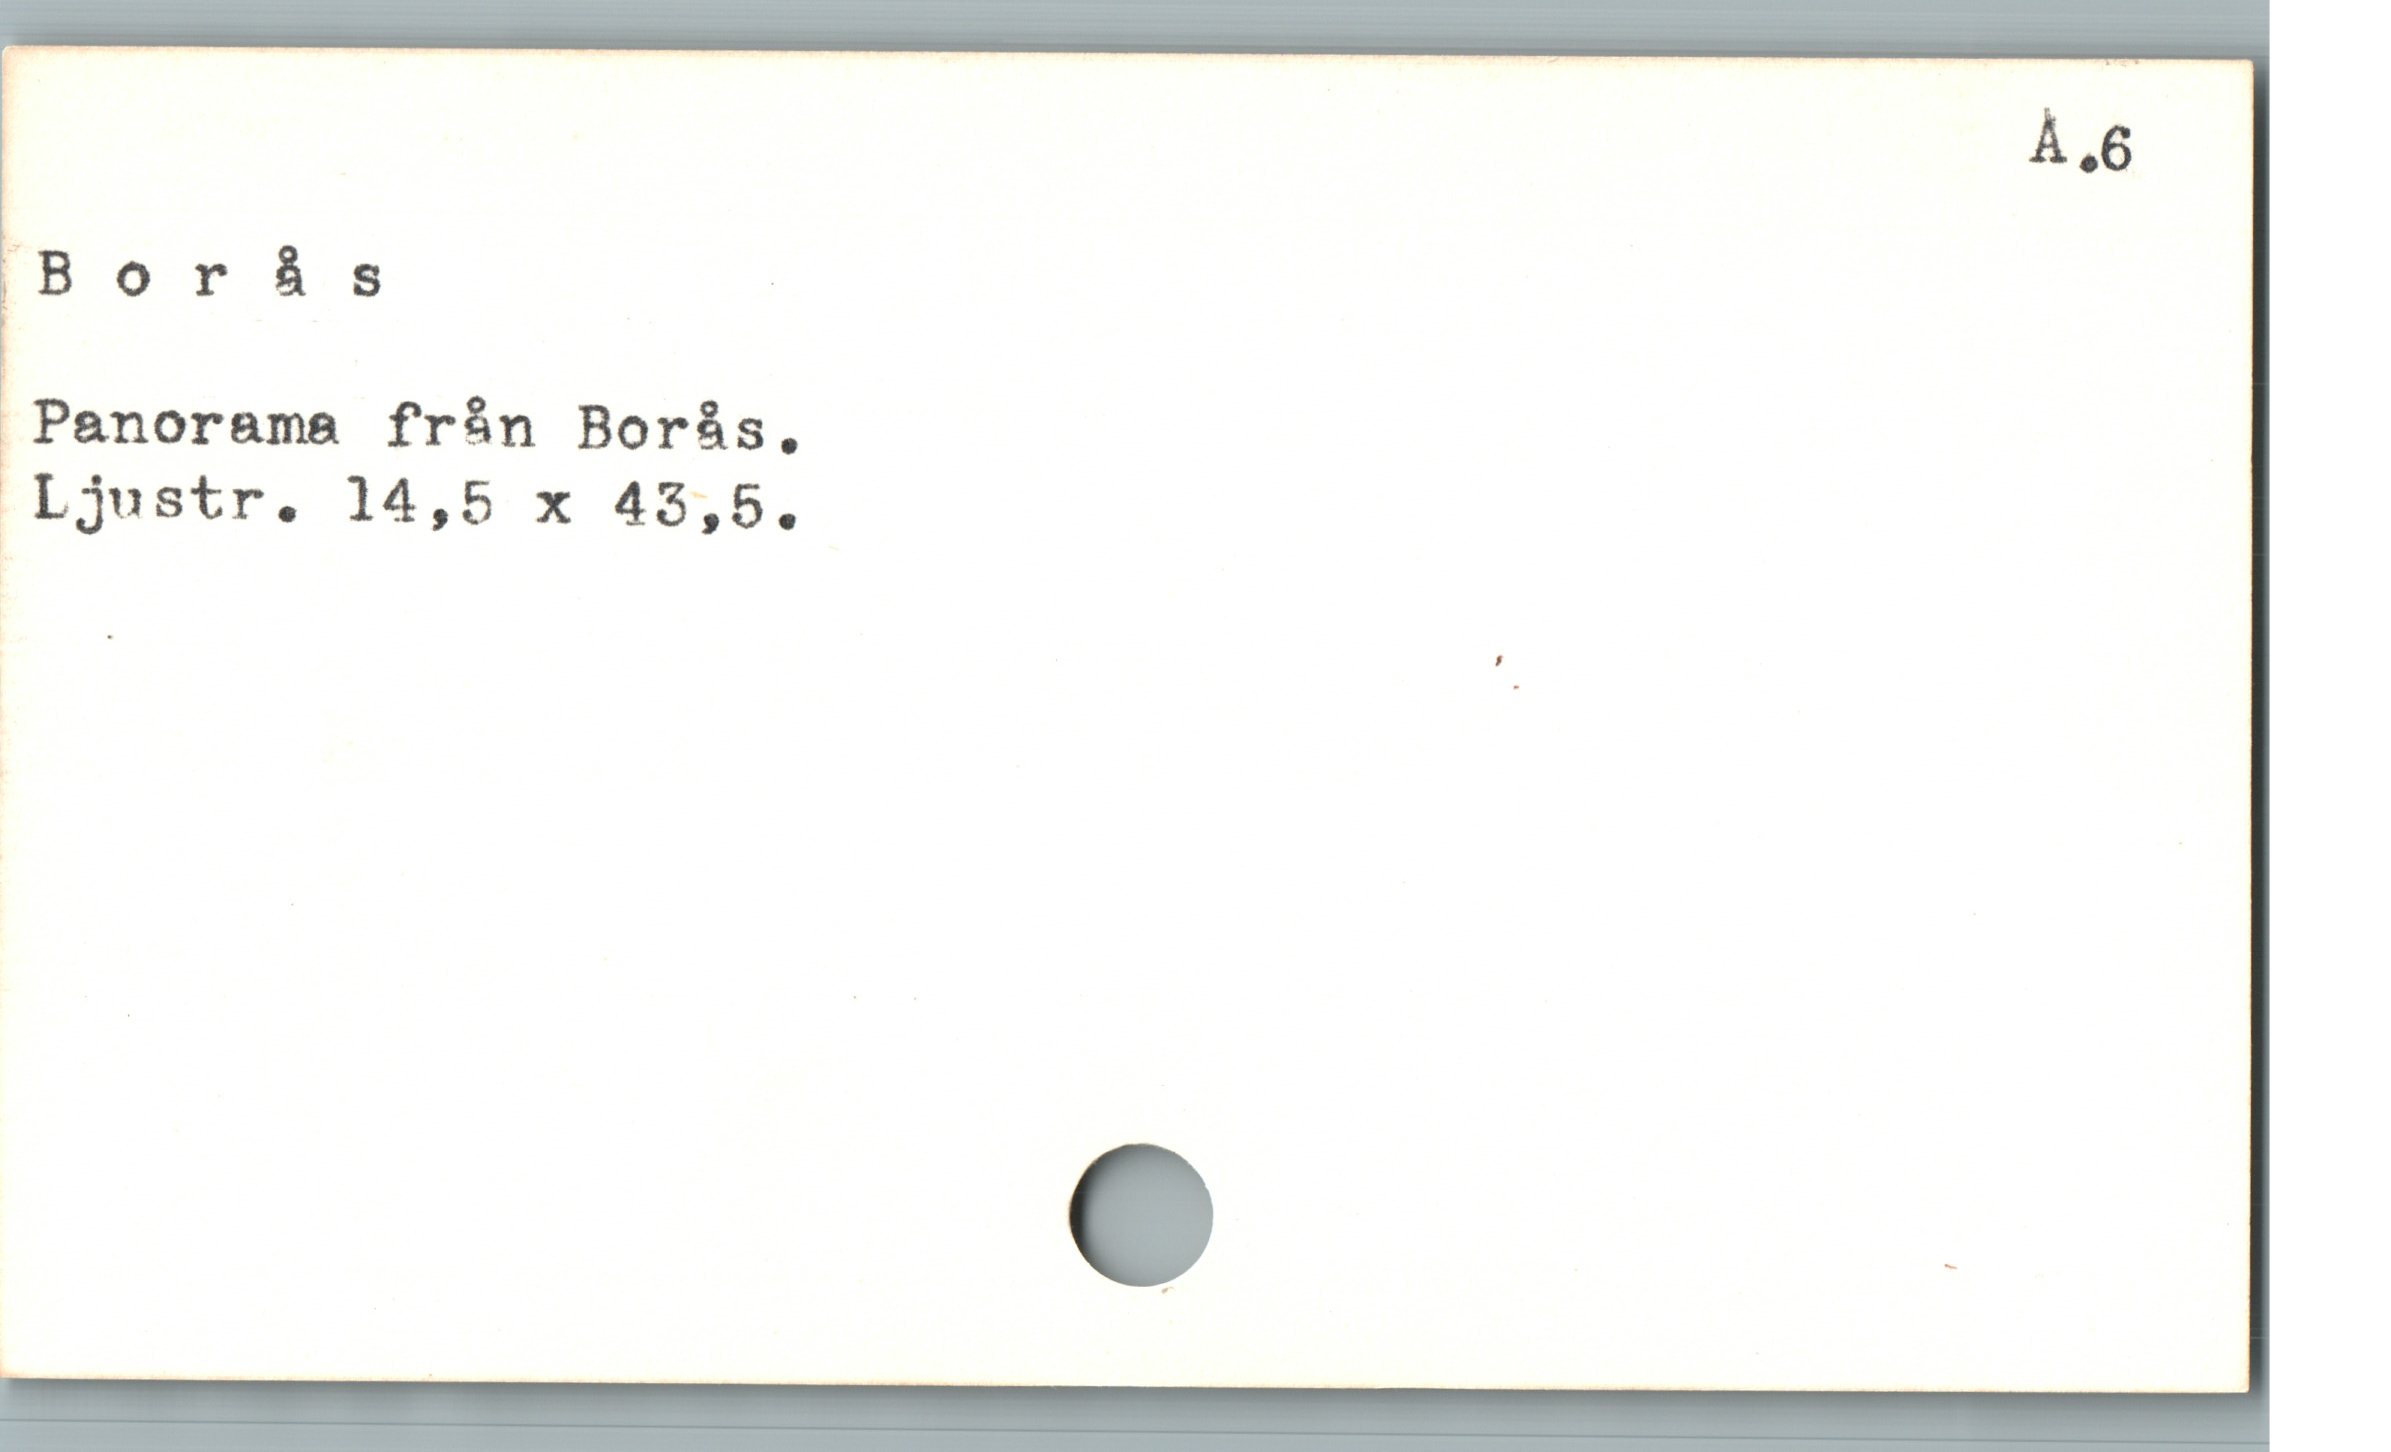 A.6
B o r å s
Panorama från Borås.
Ljustr. 14,5 x 43,5.